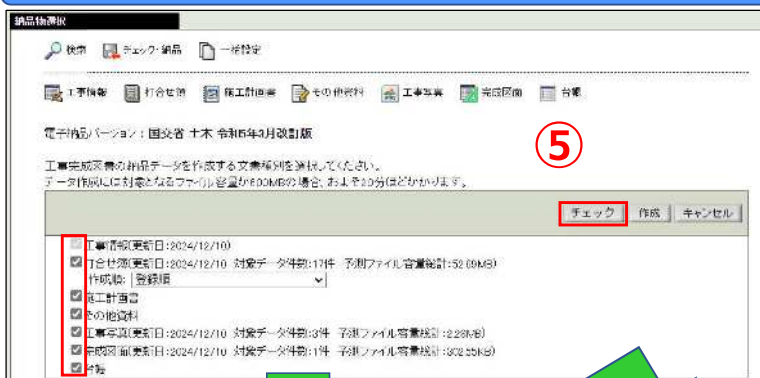 納品物選択
検索 チェック・納品 一括設定
工事情報 打合せ簿 施工計画書 その他資料 工事写真 完成図面 台帳
電子納品バージョン：国交省 土木 令和5年3月改訂版
⑤
工事完成図書の納品データを作成する文書種別を選択してください。
データ作成には対象となるファイル容量が600MBの場合、およそ20分ほどかかります。
チェック 作成 キャンセル
工事情報(更新日:2024/12/10)
打合せ簿(更新日:2024/12/10 対象データ件数:17件 予測ファイル容量総計:52.69MB)
作成順: 登録順
施工計画書
その他資料
工事写真(更新日:2024/12/10 対象データ件数:3件 予測ファイル容量総計:2.28MB)
完成図面(更新日:2024/12/10 対象データ件数:1件 予測ファイル容量総計:302.55KB)
台帳